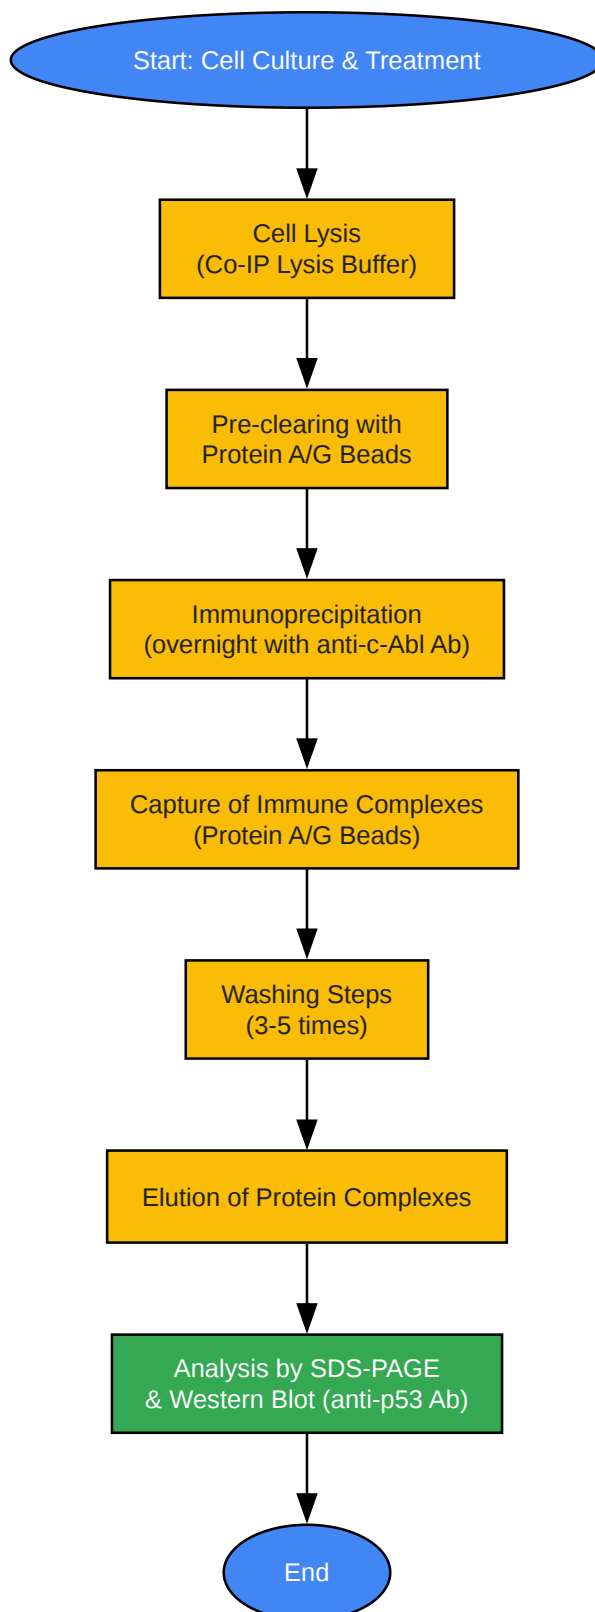 Start: Cell Culture & Treatment
Cell Lysis
(Co-IP Lysis Buffer)
Pre-clearing with
Protein A/G Beads
Immunoprecipitation
(overnight with anti-c-Abl Ab)
Capture of Immune Complexes
(Protein A/G Beads)
Washing Steps
(3-5 times)
Elution of Protein Complexes
Analysis by SDS-PAGE
& Western Blot (anti-p53 Ab)
End